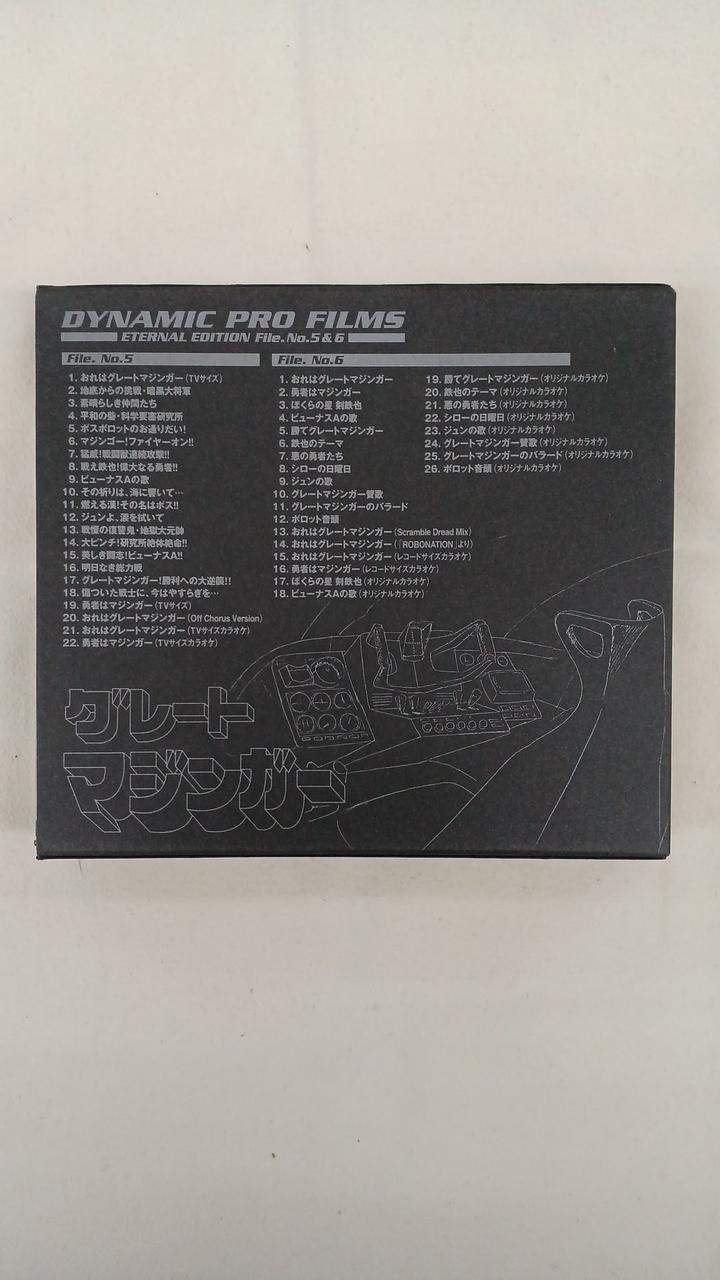 DYNAMIC PRO FILMS
ETERNAL EDITION File.No.5&6
File. No.5
1. おれはグレートマジンガー(TVサイズ)
2. 地底からの挑戦・暗黒大将軍
3. 素晴らしき仲間たち
4. 平和の砦・科学要塞研究所
5. ボスボロットのお通りだい!
6. マジンゴー!ファイヤーオン!!
7. 猛威!戦闘獣連続攻撃!!
8. 戦え鉄也!偉大なる勇者!!
9. ビューナスAの歌
10. その祈りは、海に響いて…
11. 燃える漢!その名はボス!!
12. ジュンよ、涙を拭いて
13. 戦慄の復讐鬼・地獄大元帥
14. 大ピンチ!研究所絶体絶命!!
15. 美しき闘志!ビューナスA!!
16. 明日なき総力戦
17. グレートマジンガー!勝利への大逆襲!!
18. 傷ついた戦士に、今はやすらぎを…
19. 勇者はマジンガー(TVサイズ)
20. おれはグレートマジンガー(Off Chorus Version)
21. おれはグレートマジンガー(TVサイズカラオケ)
22. 勇者はマジンガー(TVサイズカラオケ)
File. No.6
1. おれはグレートマジンガー
2. 勇者はマジンガー
3. ぼくらの星 剣鉄也
4. ビューナスAの歌
5. 勝てグレートマジンガー
6. 鉄也のテーマ
7. 悪の勇者たち
8. シローの日曜日
9. ジュンの歌
10. グレートマジンガー賛歌
11. グレートマジンガーのバラード
12. ボロット音頭
13. おれはグレートマジンガー(Scramble Dread Mix)
14. おれはグレートマジンガー(「ROBONATION」より)
15. おれはグレートマジンガー(レコードサイズカラオケ)
16. 勇者はマジンガー(レコードサイズカラオケ)
17. ぼくらの星 剣鉄也(オリジナルカラオケ)
18. ビューナスAの歌(オリジナルカラオケ)
19. 勝てグレートマジンガー(オリジナルカラオケ)
20. 鉄也のテーマ(オリジナルカラオケ)
21. 悪の勇者たち(オリジナルカラオケ)
22. シローの日曜日(オリジナルカラオケ)
23. ジュンの歌(オリジナルカラオケ)
24. グレートマジンガー賛歌(オリジナルカラオケ)
25. グレートマジンガーのバラード(オリジナルカラオケ)
26. ボロット音頭(オリジナルカラオケ)
グレート
マジンガー